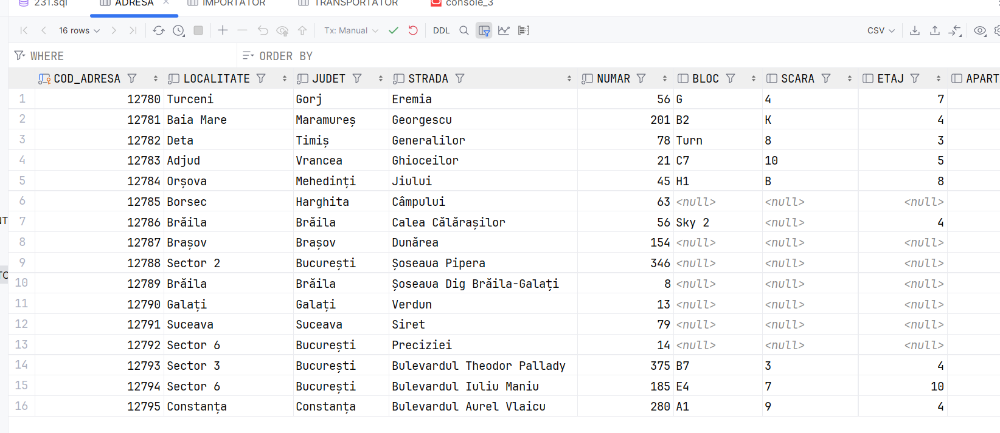 231.sql ADRESA IMPORTATOR TRANSPORTATOR console_3
16 rows Tx: Manual DDL CSV
WHERE ORDER BY
COD_ADRESA LOCALITATE JUDET STRADA NUMAR BLOC SCARA ETAJ APART
1 12780 Turceni Gorj Eremia 56 G 4 7
2 12781 Baia Mare Maramureș Georgescu 201 B2 K 4
3 12782 Deta Timiș Generalilor 78 Turn 8 3
4 12783 Adjud Vrancea Ghioceilor 21 C7 10 5
5 12784 Orșova Mehedinți Jiului 45 H1 B 8
6 12785 Borsec Harghita Câmpului 63 <null> <null> <null>
7 12786 Brăila Brăila Calea Călărașilor 56 Sky 2 <null> 4
8 12787 Brașov Brașov Dunărea 154 <null> <null> <null>
9 12788 Sector 2 București Șoseaua Pipera 346 <null> <null> <null>
10 12789 Brăila Brăila Șoseaua Dig Brăila-Galați 8 <null> <null> <null>
11 12790 Galați Galați Verdun 13 <null> <null> <null>
12 12791 Suceava Suceava Siret 79 <null> <null> <null>
13 12792 Sector 6 București Preciziei 14 <null> <null> <null>
14 12793 Sector 3 București Bulevardul Theodor Pallady 375 B7 3 4
15 12794 Sector 6 București Bulevardul Iuliu Maniu 185 E4 7 10
16 12795 Constanța Constanța Bulevardul Aurel Vlaicu 280 A1 9 4